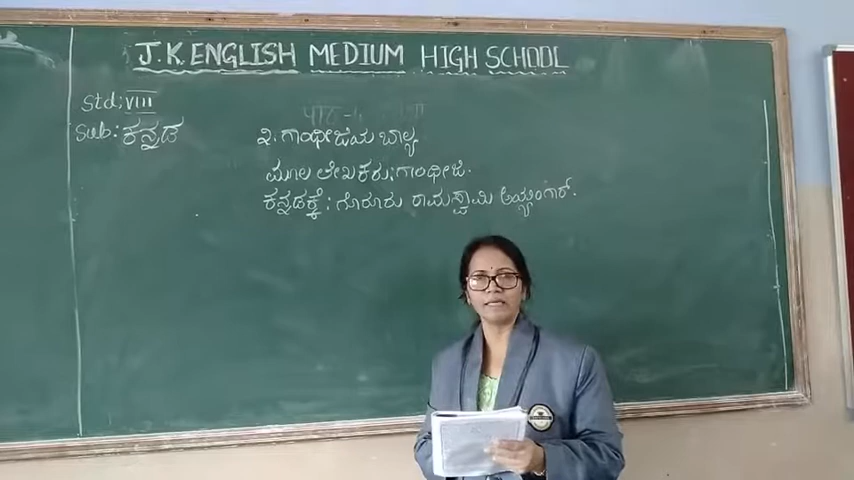 J.K ENGLISH MEDIUM HIGH SCHOOL
Std: VIII
Sub: ಕನ್ನಡ
೨. ಗಾಂಧೀಜಿಯ ಬಾಲ್ಯ
ಮೂಲ ಲೇಖಕರು: ಗಾಂಧೀಜಿ.
ಕನ್ನಡಕ್ಕೆ: ಗೊರೂರು ರಾಮಸ್ವಾಮಿ ಅಯ್ಯಂಗಾರ್.